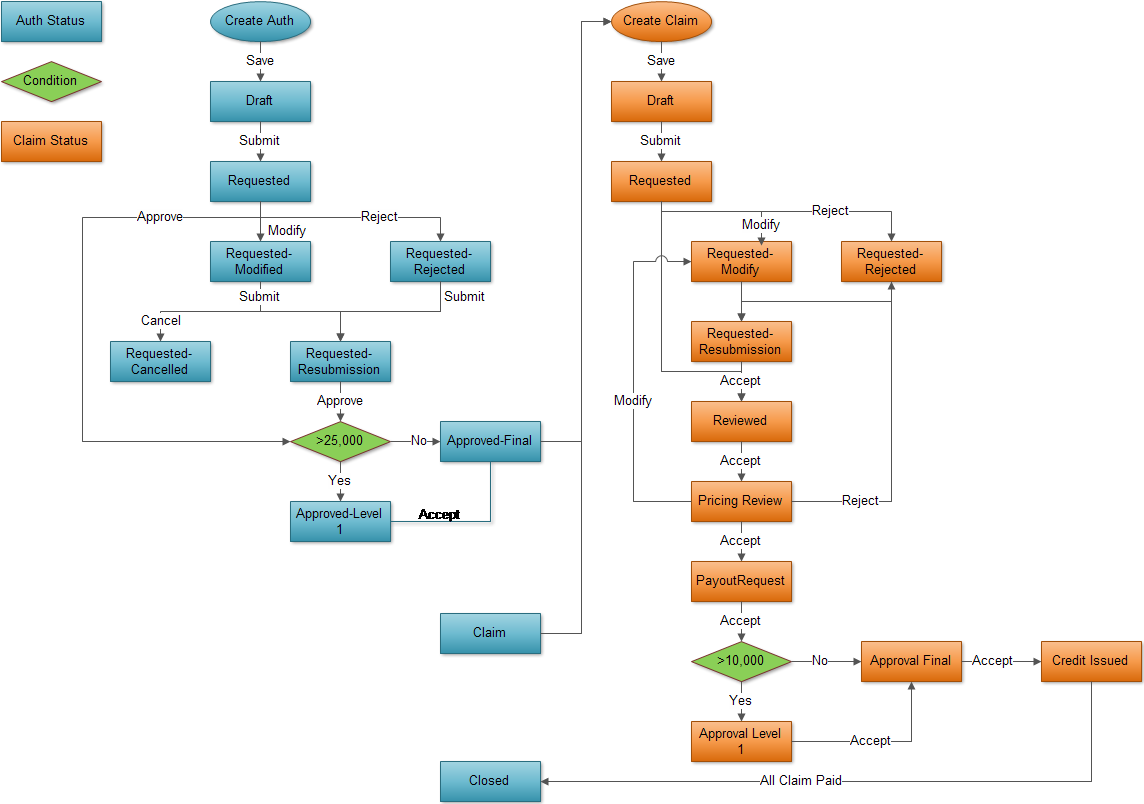 Auth Status
Create Auth
Create Claim
Save
Save
Condition
Draft
Draft
Claim Status
Submit
Submit
Requested
Requested
Approve
Reject
Reject
Modify
Modify
Requested-
Modified
Requested-
Rejected
Requested-
Modify
Requested-
Rejected
Submit
Submit
Cancel
Requested-
Cancelled
Requested-
Resubmission
Requested-
Resubmission
Accept
Approve
Modify
Reviewed
>25,000
No
Approved-Final
Accept
Yes
Pricing Review
Reject
Approved-Level
1
Accept
Accept
PayoutRequest
Accept
Claim
>10,000
No
Approval Final
Accept
Credit Issued
Yes
Approval Level
1
Accept
Closed
All Claim Paid